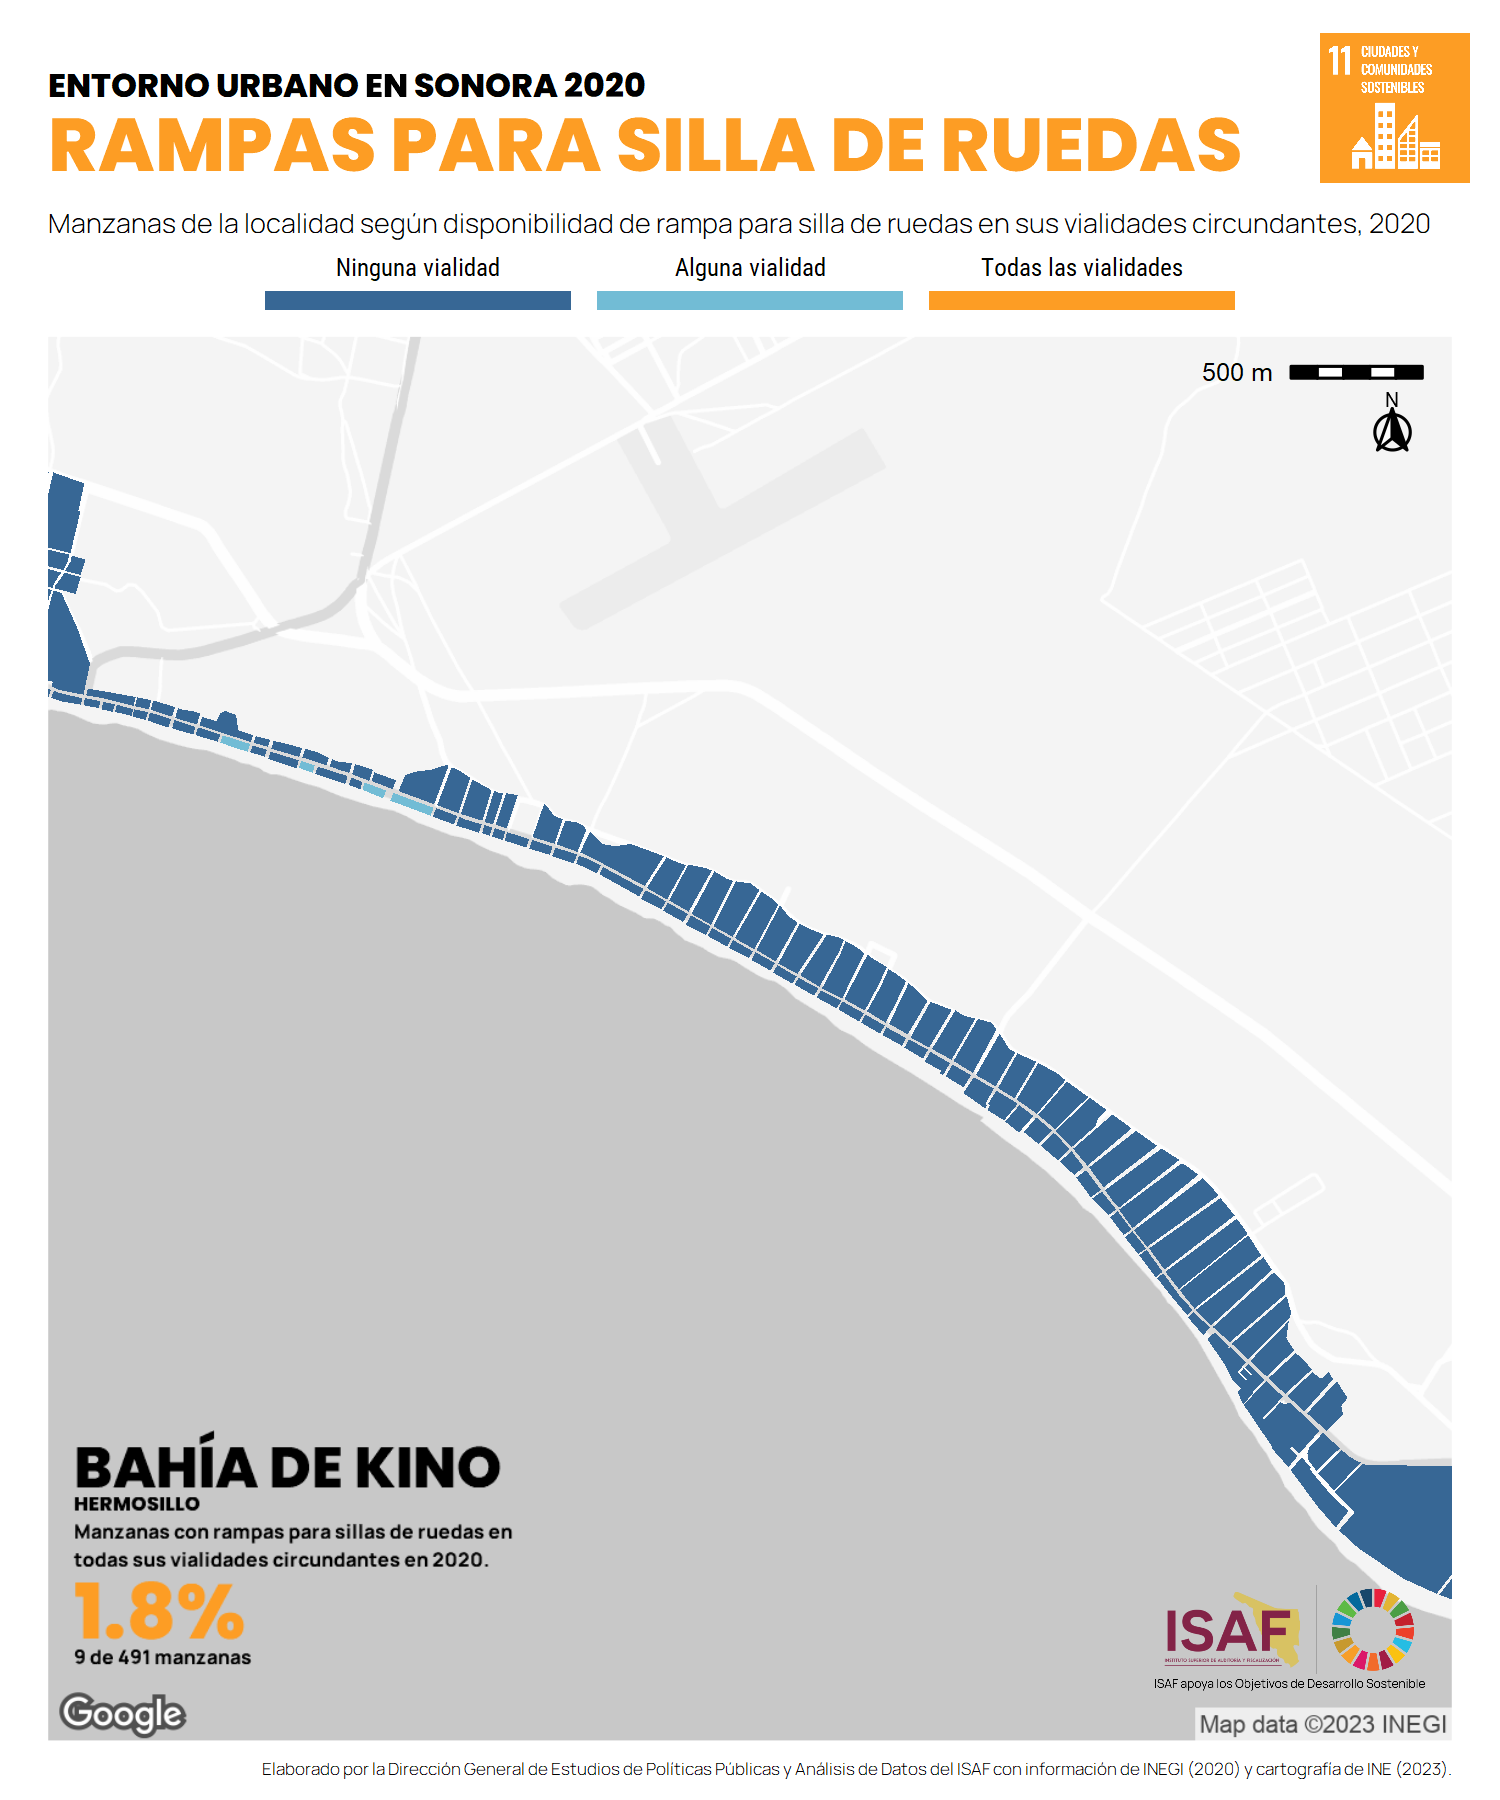 11 CIUDADES Y
COMUNIDADES
SOSTENIBLES
ENTORNO URBANO EN SONORA 2020
RAMPAS PARA SILLA DE RUEDAS
Manzanas de la localidad según disponibilidad de rampa para silla de ruedas en sus vialidades circundantes, 2020
Ninguna vialidad Alguna vialidad Todas las vialidades
500 m
N
BAHÍA DE KINO
HERMOSILLO
Manzanas con rampas para sillas de ruedas en
todas sus vialidades circundantes en 2020.
1.8%
9 de 491 manzanas
ISAF
INSTITUTO SUPERIOR DE AUDITORÍA Y FISCALIZACIÓN
ISAF apoya los Objetivos de Desarrollo Sostenible
Google
Map data ©2023 INEGI
Elaborado por la Dirección General de Estudios de Políticas Públicas y Análisis de Datos del ISAF con información de INEGI (2020) y cartografía de INE (2023).